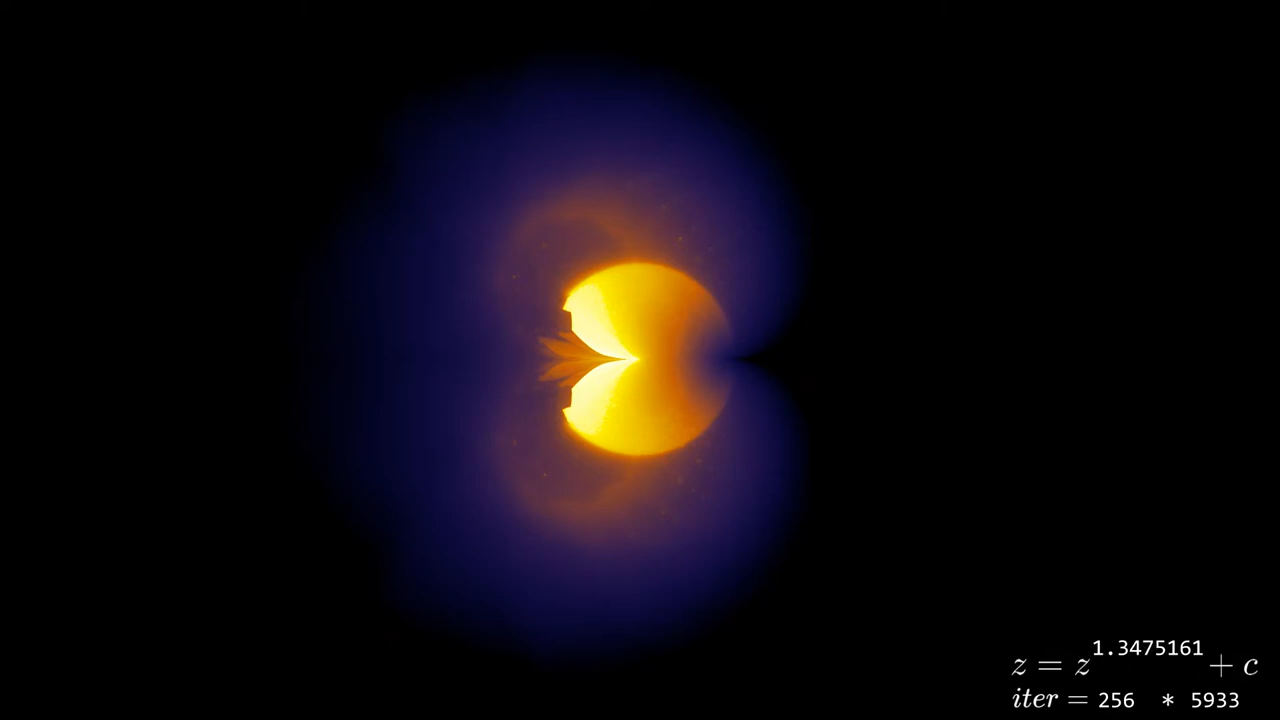 z = z^1.3475161 + c
iter = 256 * 5933